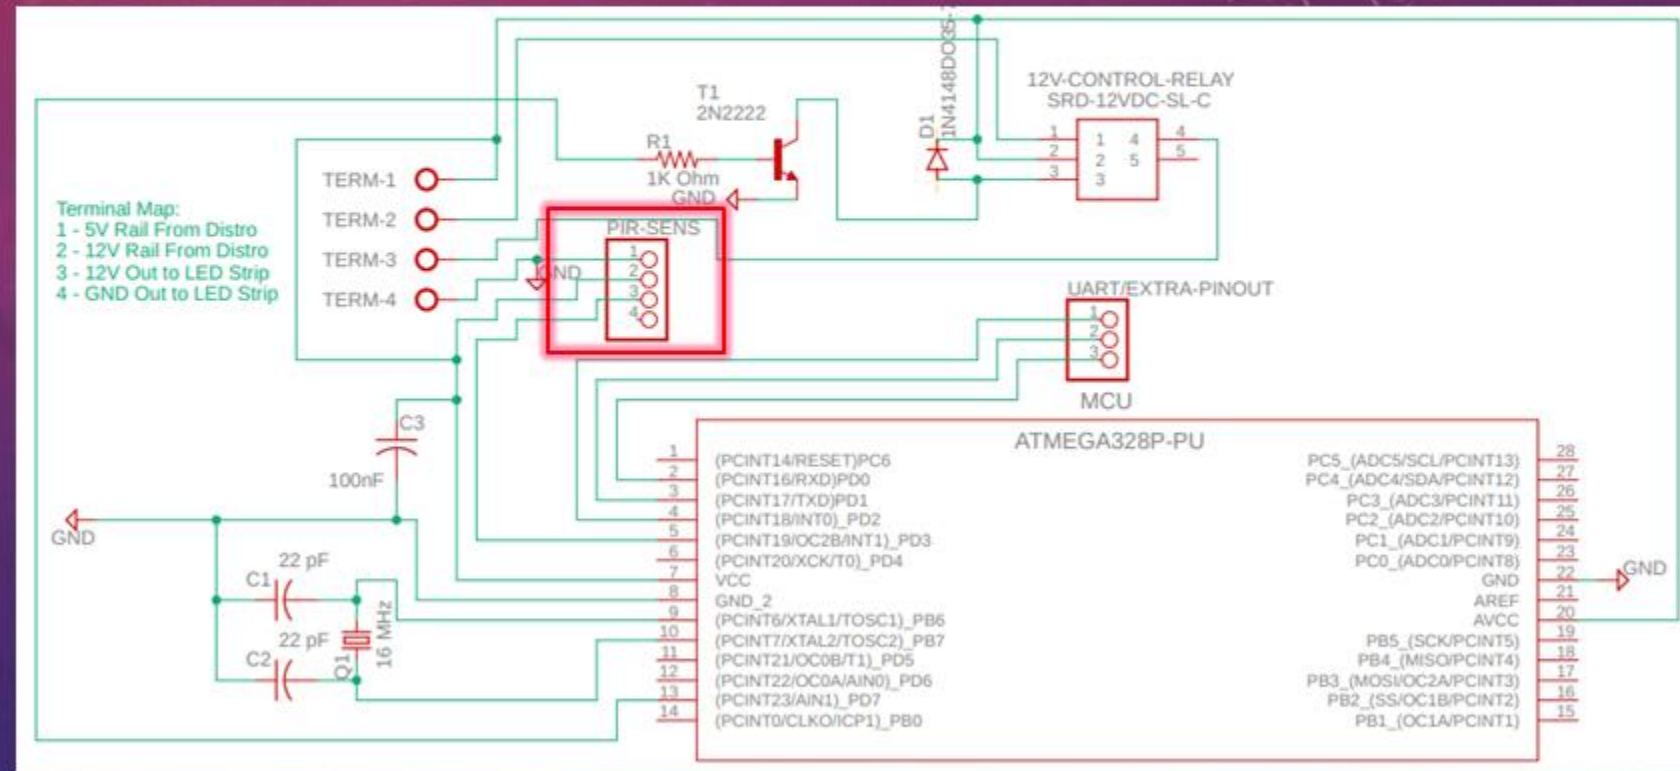 1N4148DO35-
D1
12V-CONTROL-RELAY
SRD-12VDC-SL-C
1
2
3
1 4
2 5
3
4
5
T1
2N2222
R1
1K Ohm
GND
TERM-1
TERM-2
TERM-3
TERM-4
Terminal Map:
1 - 5V Rail From Distro
2 - 12V Rail From Distro
3 - 12V Out to LED Strip
4 - GND Out to LED Strip
PIR-SENS
1
2
3
4
GND
UART/EXTRA-PINOUT
1
2
3
MCU
ATMEGA328P-PU
C3
100nF
GND
22 pF
C1
22 pF
C2
Q1
16 MHz
1 (PCINT14/RESET)PC6
2 (PCINT16/RXD)PD0
3 (PCINT17/TXD)PD1
4 (PCINT18/INT0)_PD2
5 (PCINT19/OC2B/INT1)_PD3
6 (PCINT20/XCK/T0)_PD4
7 VCC
8 GND_2
9 (PCINT6/XTAL1/TOSC1)_PB6
10 (PCINT7/XTAL2/TOSC2)_PB7
11 (PCINT21/OC0B/T1)_PD5
12 (PCINT22/OC0A/AIN0)_PD6
13 (PCINT23/AIN1)_PD7
14 (PCINT0/CLKO/ICP1)_PB0
PC5_(ADC5/SCL/PCINT13) 28
PC4_(ADC4/SDA/PCINT12) 27
PC3_(ADC3/PCINT11) 26
PC2_(ADC2/PCINT10) 25
PC1_(ADC1/PCINT9) 24
PC0_(ADC0/PCINT8) 23
GND 22
AREF 21
AVCC 20
PB5_(SCK/PCINT5) 19
PB4_(MISO/PCINT4) 18
PB3_(MOSI/OC2A/PCINT3) 17
PB2_(SS/OC1B/PCINT2) 16
PB1_(OC1A/PCINT1) 15
GND